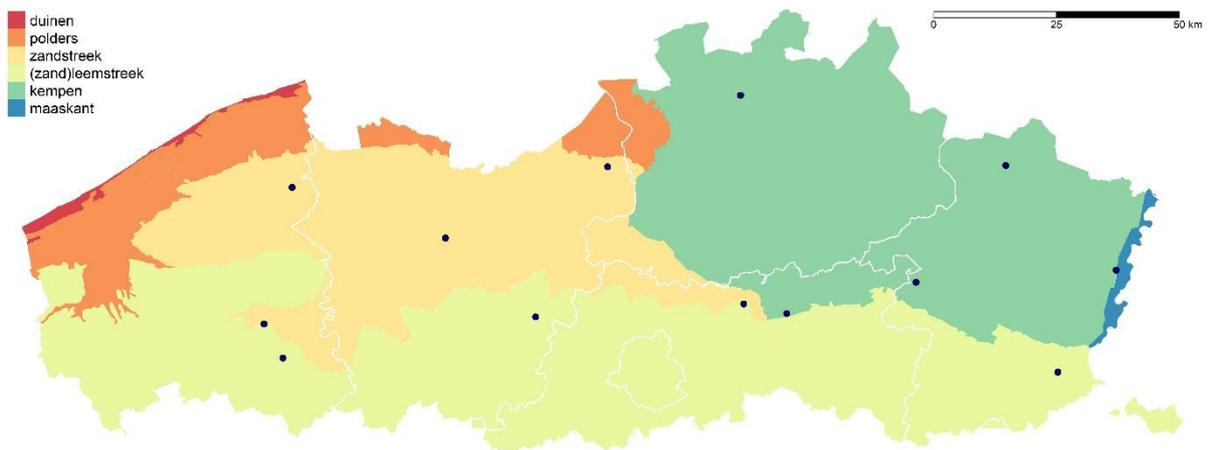 duinen
polders
zandstreek
(zand)leemstreek
kempen
maaskant
0 25 50 km